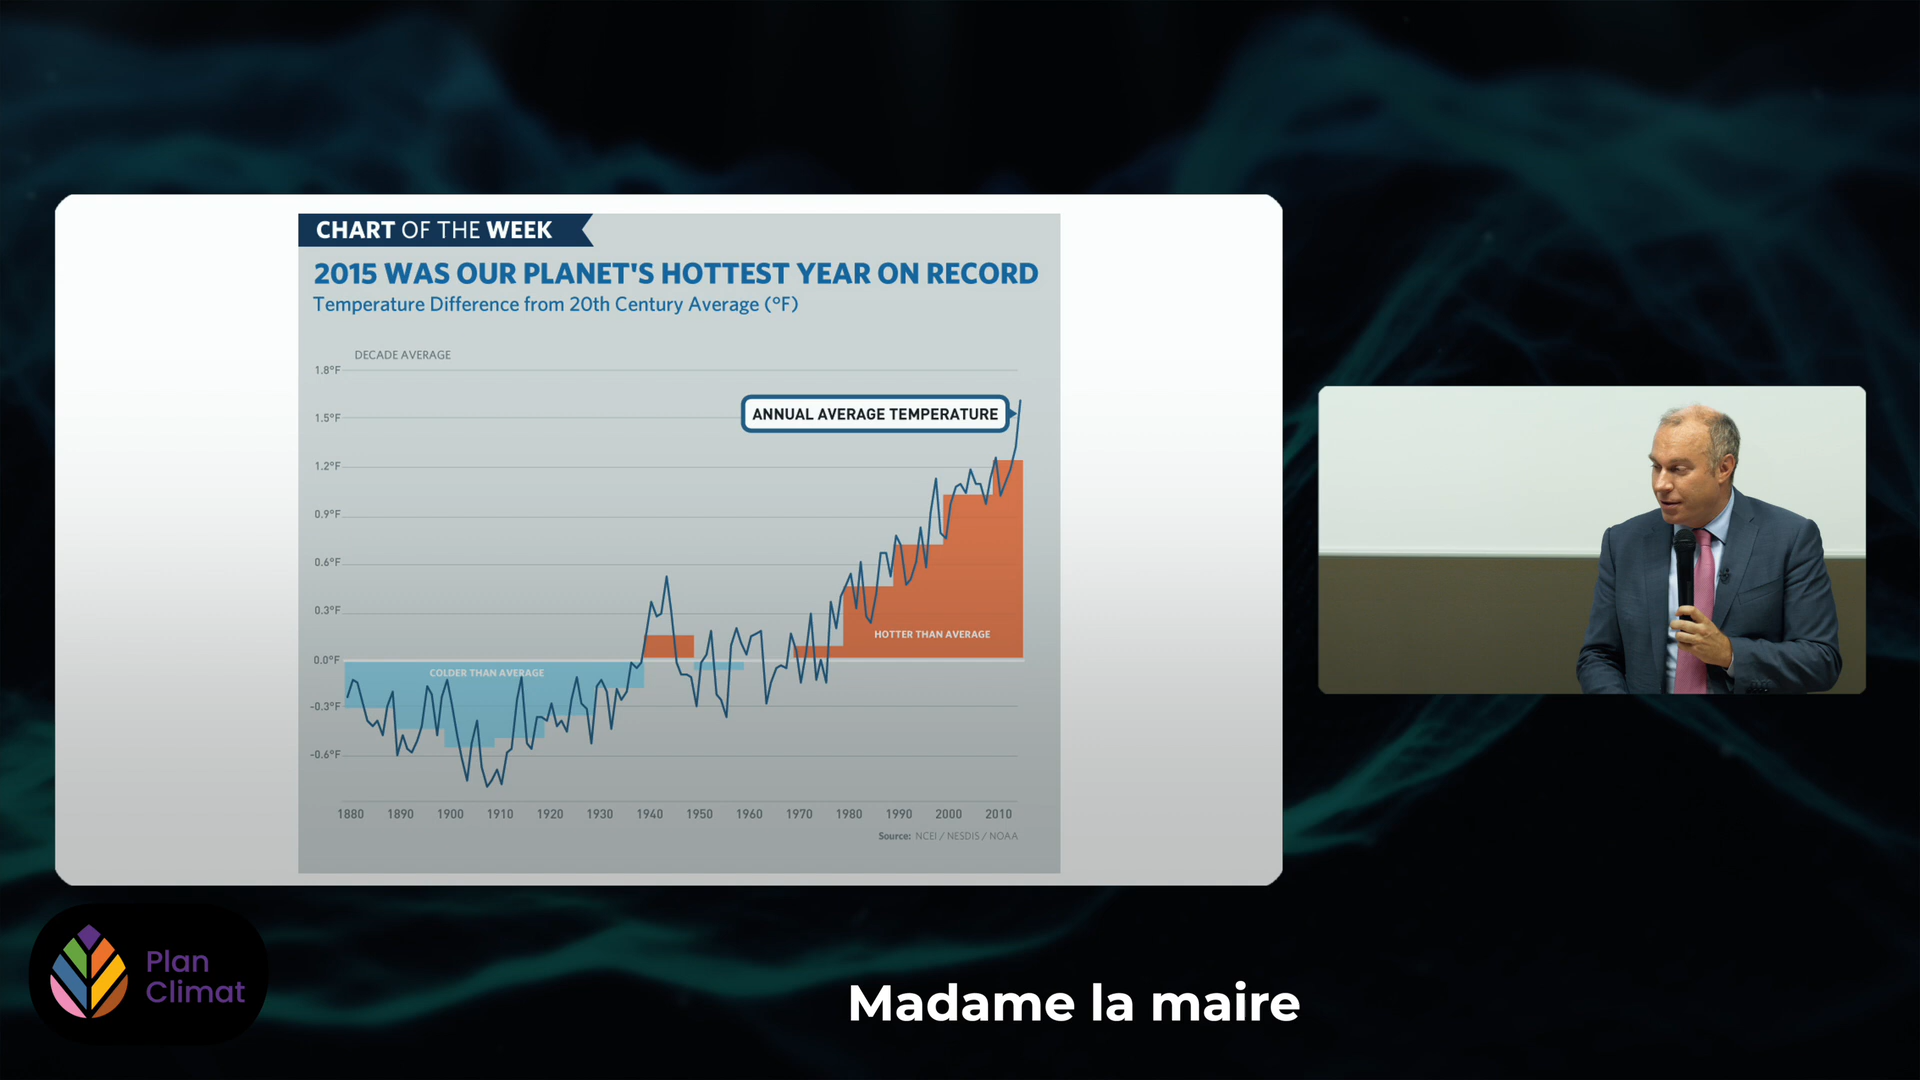 CHART OF THE WEEK
2015 WAS OUR PLANET'S HOTTEST YEAR ON RECORD
Temperature Difference from 20th Century Average (°F)
DECADE AVERAGE
1.8°F
ANNUAL AVERAGE TEMPERATURE
1.5°F
1.2°F
0.9°F
0.6°F
0.3°F
HOTTER THAN AVERAGE
0.0°F
COLDER THAN AVERAGE
-0.3°F
-0.6°F
1880 1890 1900 1910 1920 1930 1940 1950 1960 1970 1980 1990 2000 2010
Source: NCEI / NESDIS / NOAA
Plan
Climat
Madame la maire